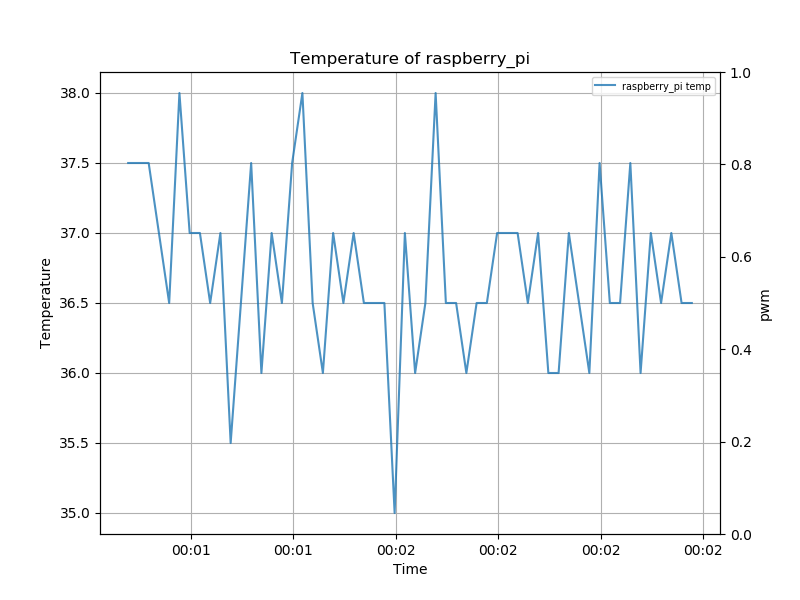 Temperature of raspberry_pi
raspberry_pi temp
38.0
37.5
37.0
36.5
36.0
35.5
35.0
Temperature
1.0
0.8
0.6
0.4
0.2
0.0
pwm
00:01 00:01 00:02 00:02 00:02 00:02
Time